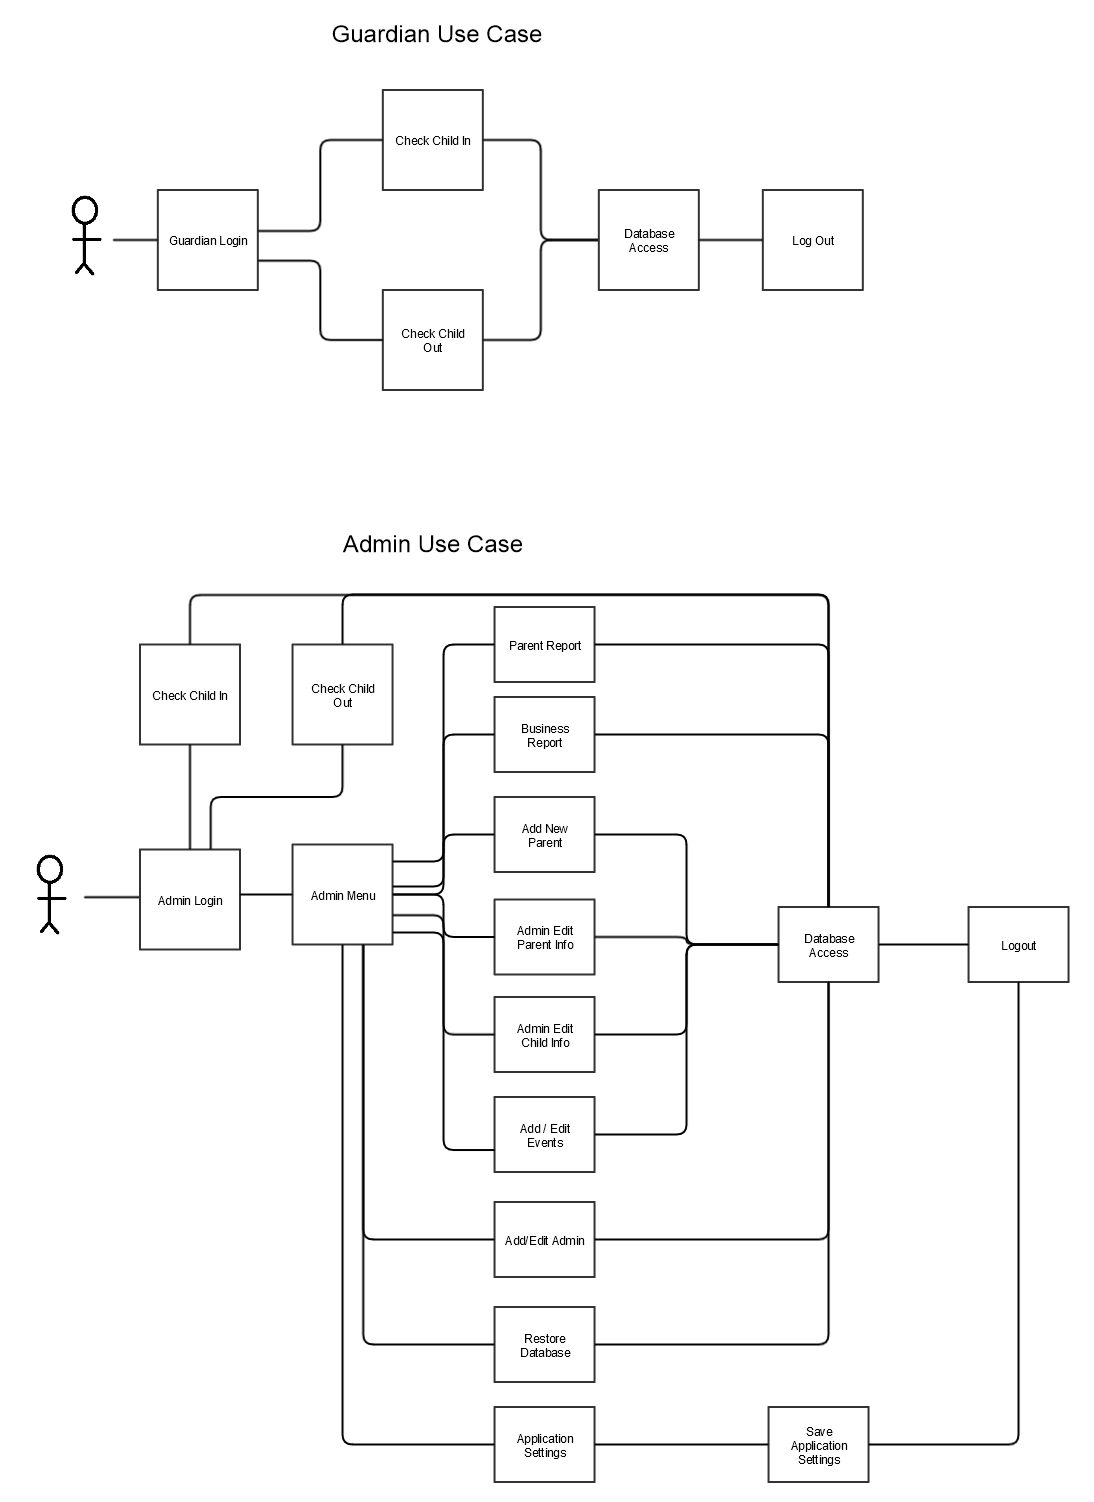 Guardian Use Case
Check Child In
Guardian Login
Database
Access
Log Out
Check Child
Out
Admin Use Case
Parent Report
Check Child In
Check Child
Out
Business
Report
Add New
Parent
Admin Login
Admin Menu
Admin Edit
Parent Info
Database
Access
Logout
Admin Edit
Child Info
Add / Edit
Events
Add/Edit Admin
Restore
Database
Application
Settings
Save
Application
Settings